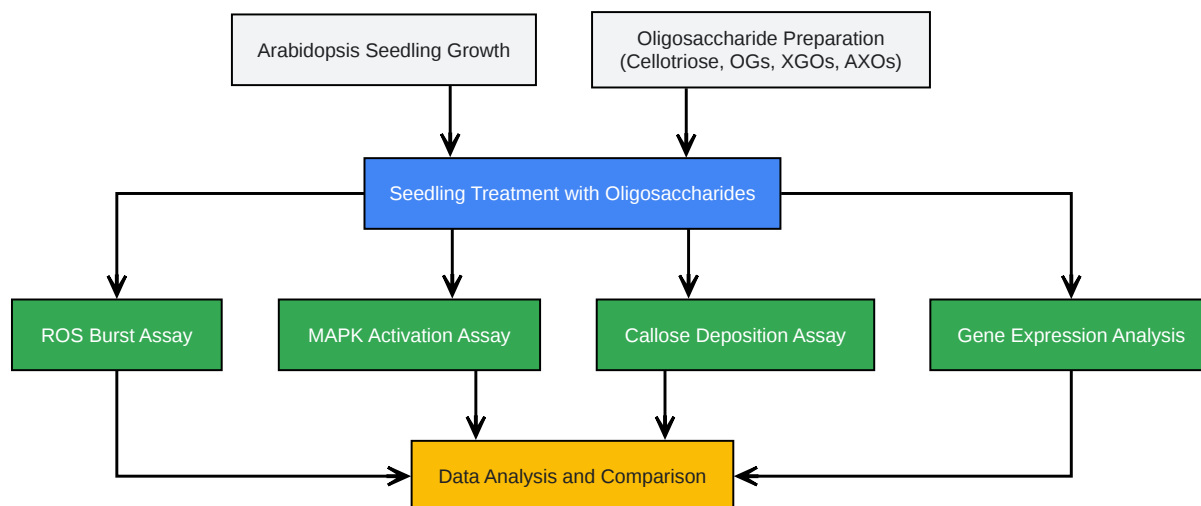 Arabidopsis Seedling Growth
Oligosaccharide Preparation
(Cellotriose, OGs, XGOs, AXOs)
Seedling Treatment with Oligosaccharides
ROS Burst Assay
MAPK Activation Assay
Callose Deposition Assay
Gene Expression Analysis
Data Analysis and Comparison